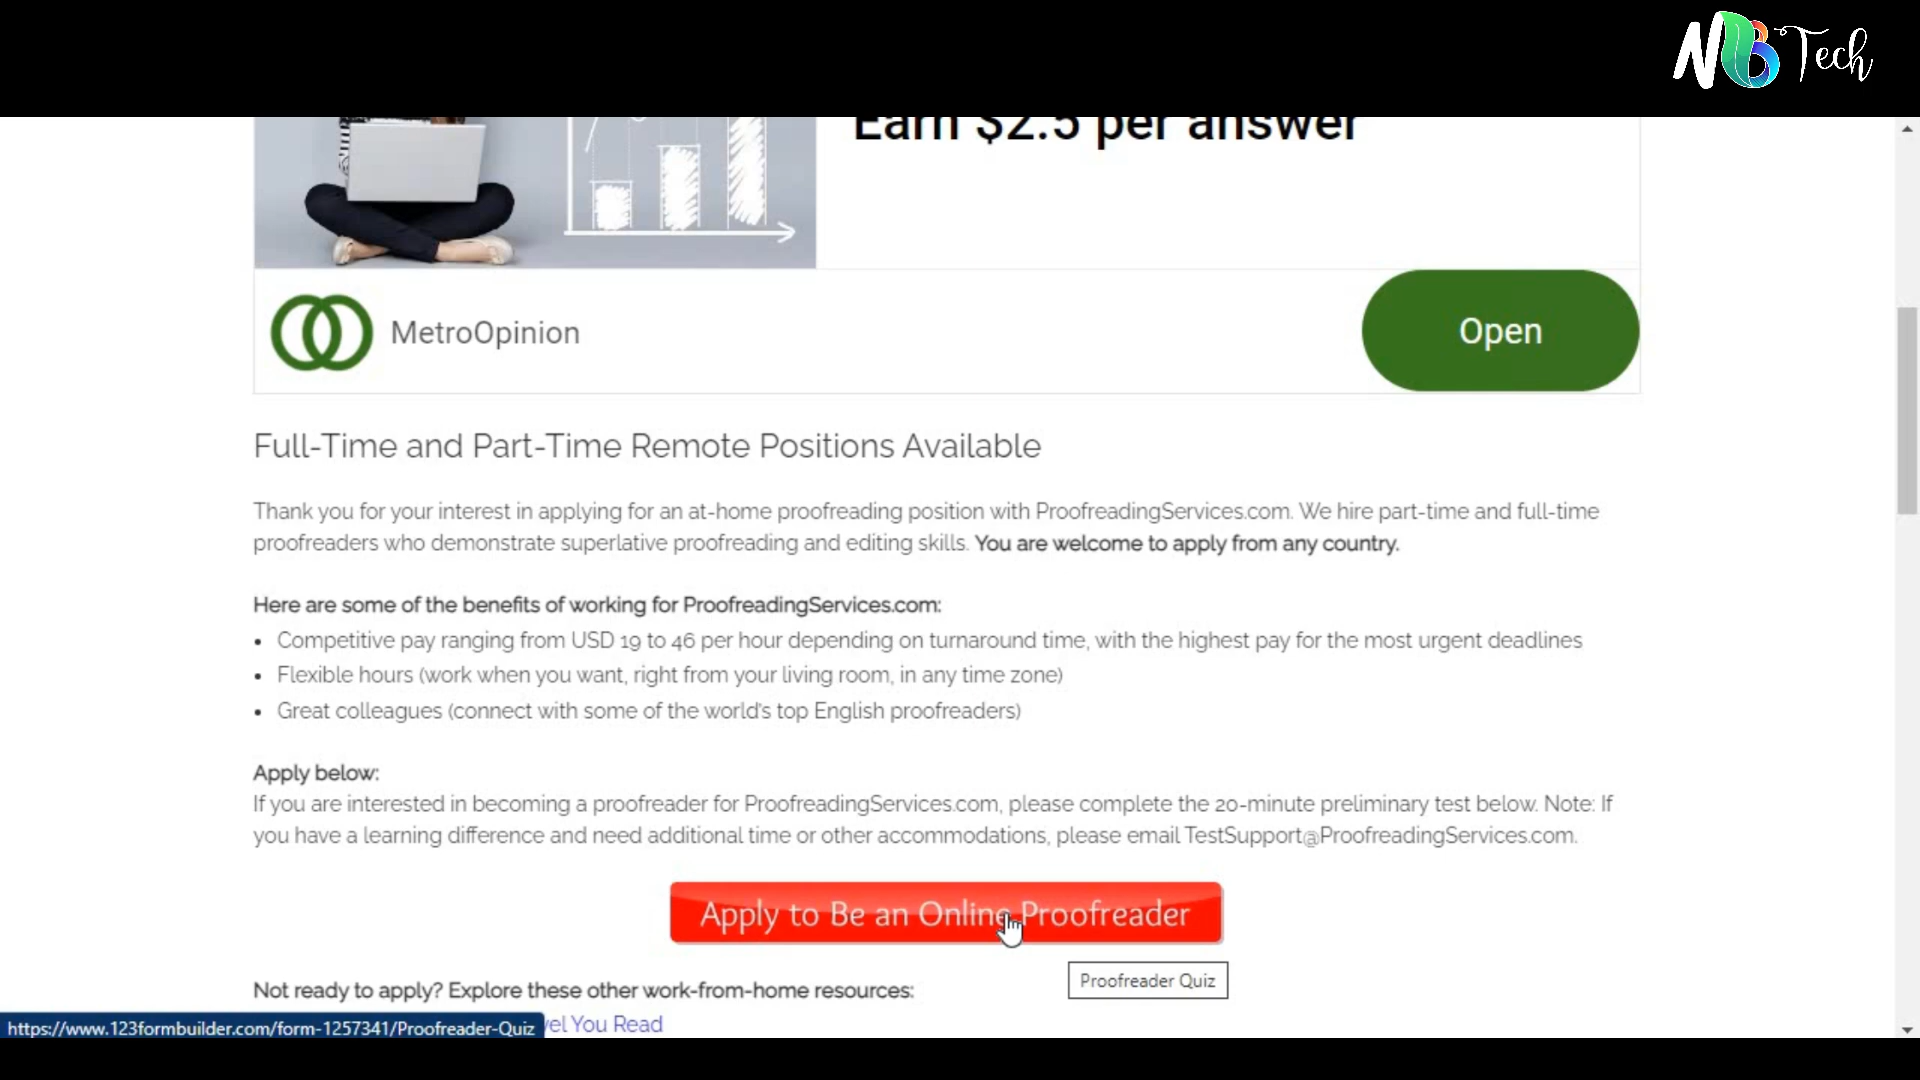 NB Tech
Earn $2.5 per answer
MetroOpinion
Open
Full-Time and Part-Time Remote Positions Available
Thank you for your interest in applying for an at-home proofreading position with ProofreadingServices.com. We hire part-time and full-time
proofreaders who demonstrate superlative proofreading and editing skills. You are welcome to apply from any country.
Here are some of the benefits of working for ProofreadingServices.com:
• Competitive pay ranging from USD 19 to 46 per hour depending on turnaround time, with the highest pay for the most urgent deadlines
• Flexible hours (work when you want, right from your living room, in any time zone)
• Great colleagues (connect with some of the world's top English proofreaders)
Apply below:
If you are interested in becoming a proofreader for ProofreadingServices.com, please complete the 20-minute preliminary test below. Note: If
you have a learning difference and need additional time or other accommodations, please email TestSupport@ProofreadingServices.com.
Apply to Be an Online Proofreader
Proofreader Quiz
Not ready to apply? Explore these other work-from-home resources:
https://www.123formbuilder.com/form-1257341/Proofreader-Quiz
You Read